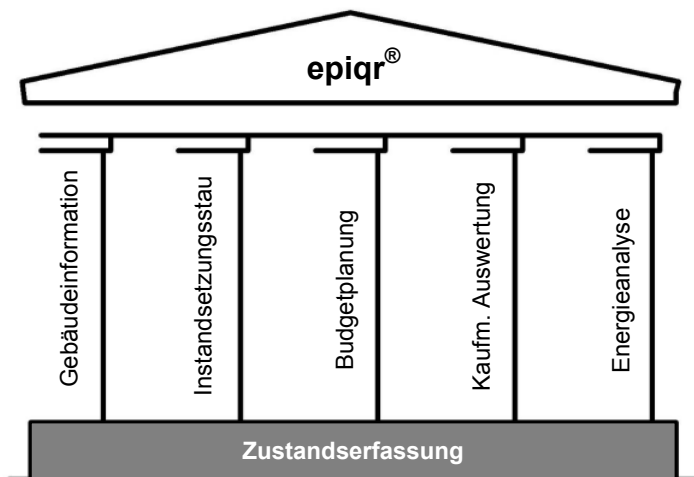 epiqr®
Gebäudeinformation
Instandsetzungsstau
Budgetplanung
Kaufm. Auswertung
Energieanalyse
Zustandserfassung